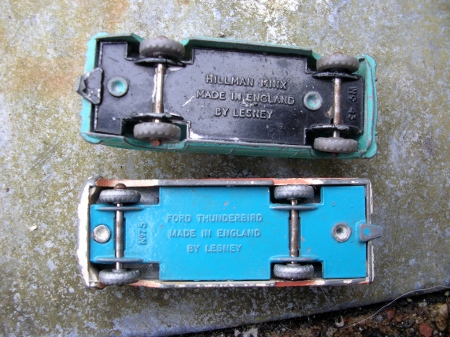 HILLMAN MINX
MADE IN ENGLAND
BY LESNEY
FORD THUNDERBIRD
MADE IN ENGLAND
BY LESNEY